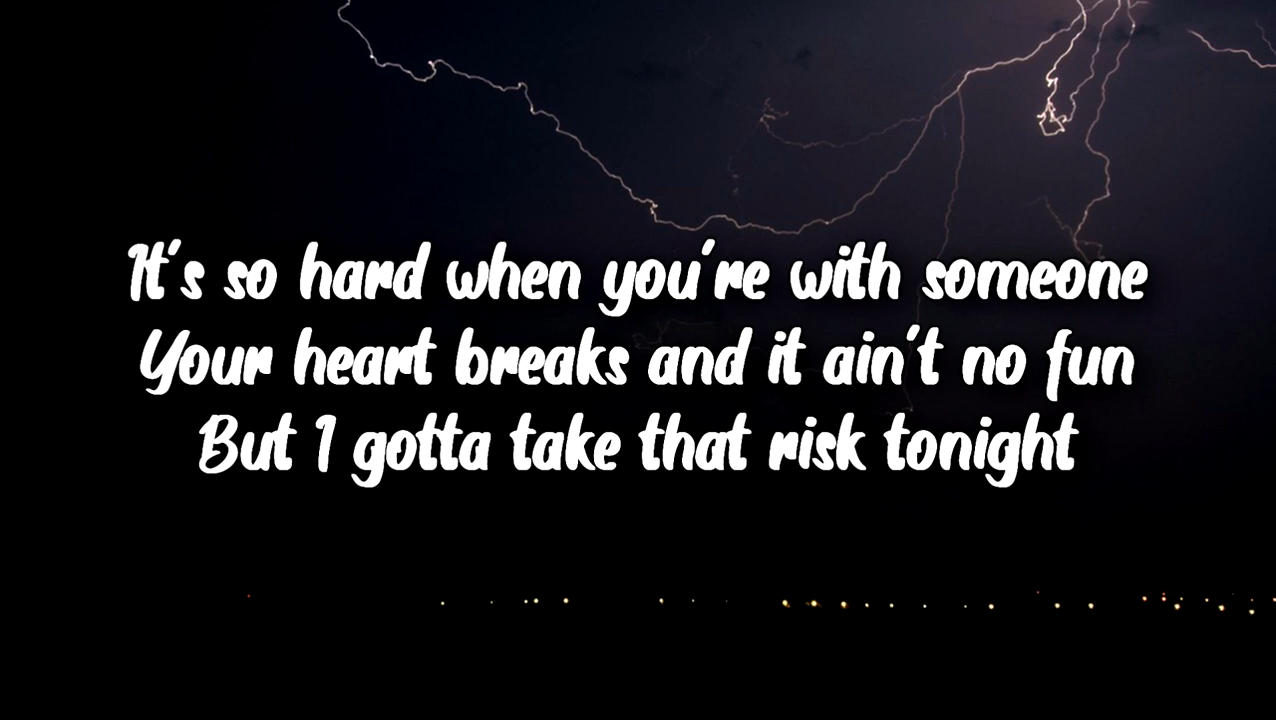 It's so hard when you're with someone
Your heart breaks and it ain't no fun
But I gotta take that risk tonight